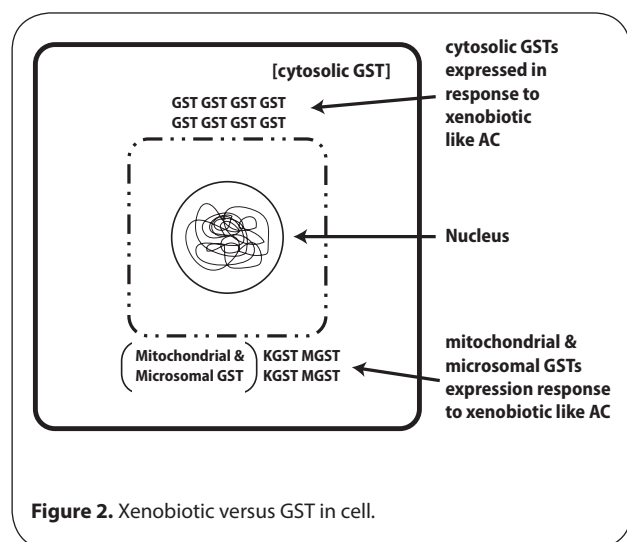 [cytosolic GST]
GST GST GST GST
GST GST GST GST
cytosolic GSTs
expressed in
response to
xenobiotic
like AC
Nucleus
Mitochondrial &
Microsomal GST
KGST MGST
KGST MGST
mitochondrial &
microsomal GSTs
expression response
to xenobiotic like AC
Figure 2. Xenobiotic versus GST in cell.